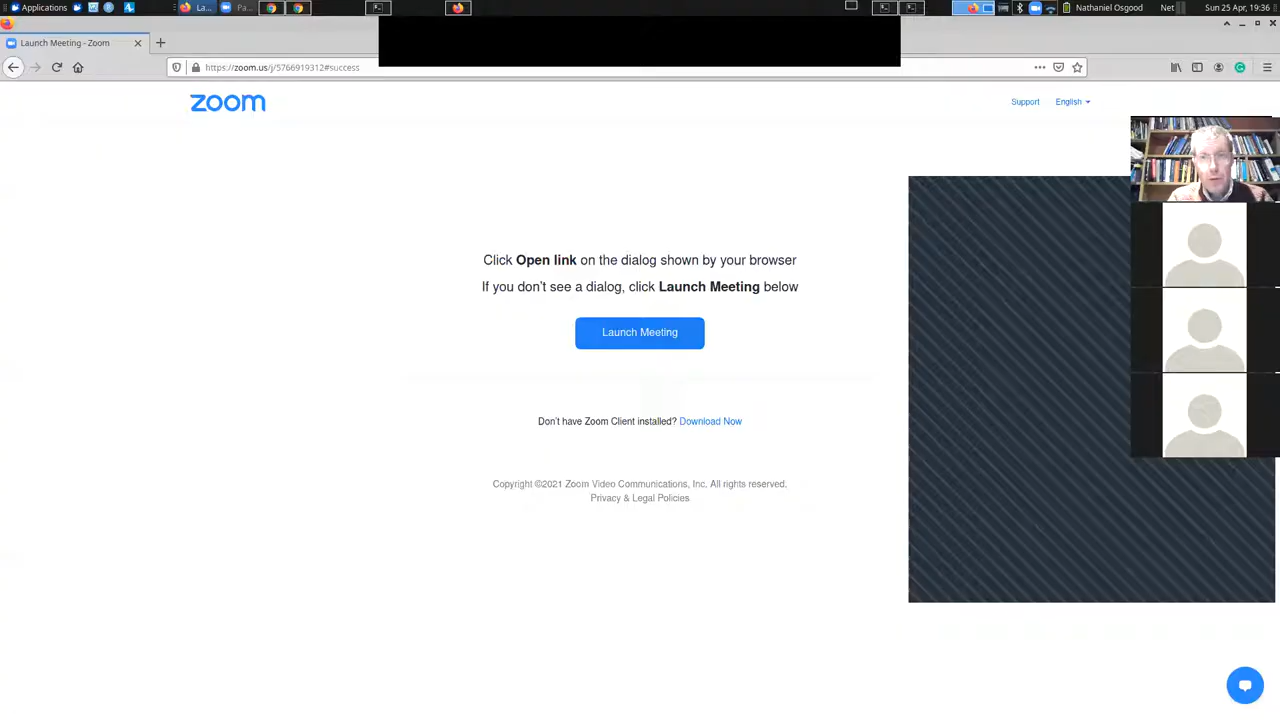 Applications
La...
Pa...
Nathaniel Osgood
Net
Sun 25 Apr, 19:36
Launch Meeting - Zoom
https://zoom.us/j/5766919312#success
zoom
Support
English
Click Open link on the dialog shown by your browser
If you don't see a dialog, click Launch Meeting below
Launch Meeting
Don't have Zoom Client installed? Download Now
Copyright ©2021 Zoom Video Communications, Inc. All rights reserved.
Privacy & Legal Policies